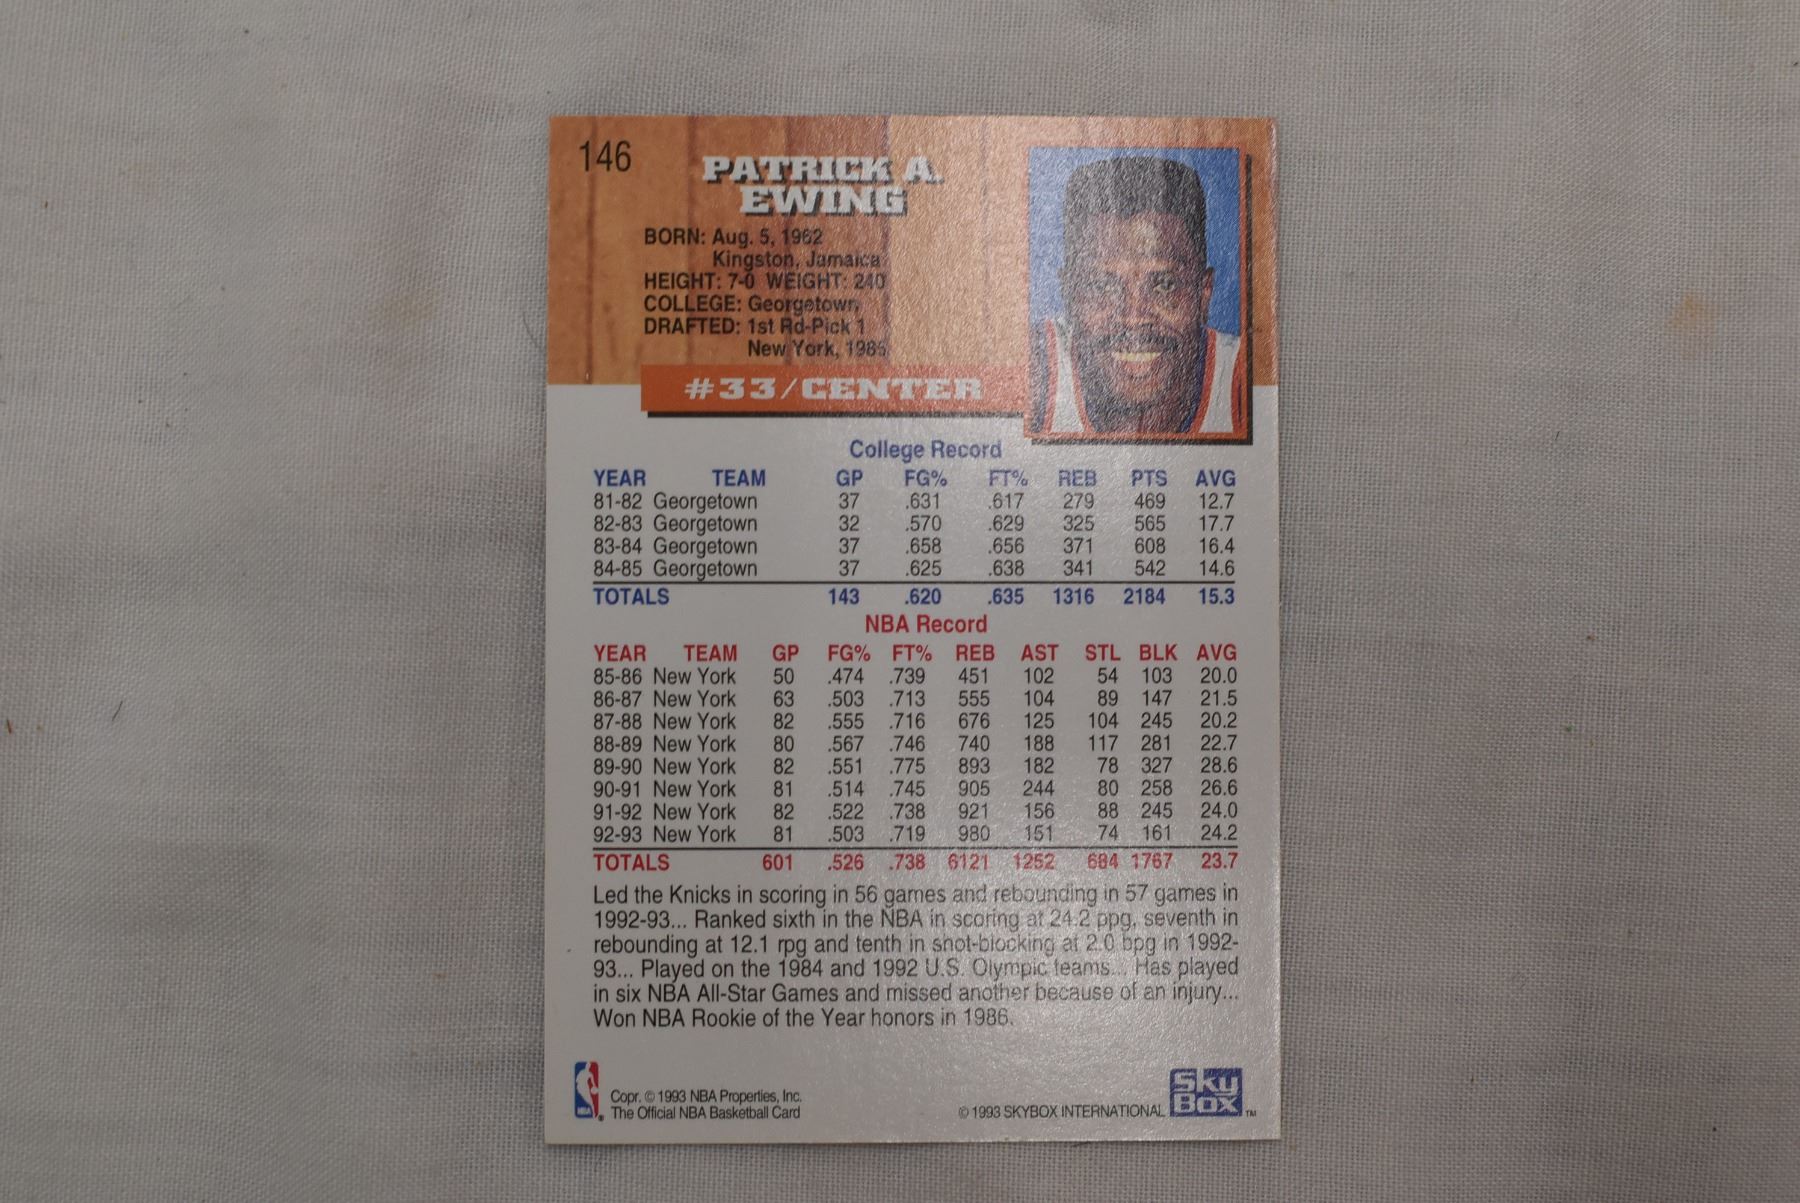 146
PATRICK A.
EWING
BORN: Aug. 5, 1962
Kingston, Jamaica
HEIGHT: 7-0 WEIGHT: 240
COLLEGE: Georgetown,
DRAFTED: 1st Rd-Pick 1
New York, 1985
#33/CENTER
College Record
YEAR TEAM GP FG% FT% REB PTS AVG
81-82 Georgetown 37 .631 .617 279 469 12.7
82-83 Georgetown 32 .570 .629 325 565 17.7
83-84 Georgetown 37 .658 .656 371 608 16.4
84-85 Georgetown 37 .625 .638 341 542 14.6
TOTALS 143 .620 .635 1316 2184 15.3
NBA Record
YEAR TEAM GP FG% FT% REB AST STL BLK AVG
85-86 New York 50 .474 .739 451 102 54 103 20.0
86-87 New York 63 .503 .713 555 104 89 147 21.5
87-88 New York 82 .555 .716 676 125 104 245 20.2
88-89 New York 80 .567 .746 740 188 117 281 22.7
89-90 New York 82 .551 .775 893 182 78 327 28.6
90-91 New York 81 .514 .745 905 244 80 258 26.6
91-92 New York 82 .522 .738 921 156 88 245 24.0
92-93 New York 81 .503 .719 980 151 74 161 24.2
TOTALS 601 .526 .738 6121 1252 684 1767 23.7
Led the Knicks in scoring in 56 games and rebounding in 57 games in
1992-93... Ranked sixth in the NBA in scoring at 24.2 ppg, seventh in
rebounding at 12.1 rpg and tenth in shot-blocking at 2.0 bpg in 1992-
93... Played on the 1984 and 1992 U.S. Olympic teams... Has played
in six NBA All-Star Games and missed another because of an injury...
Won NBA Rookie of the Year honors in 1986.
NBA
Copr. © 1993 NBA Properties, Inc.
The Official NBA Basketball Card
© 1993 SKYBOX INTERNATIONAL
Sky
Box
TM